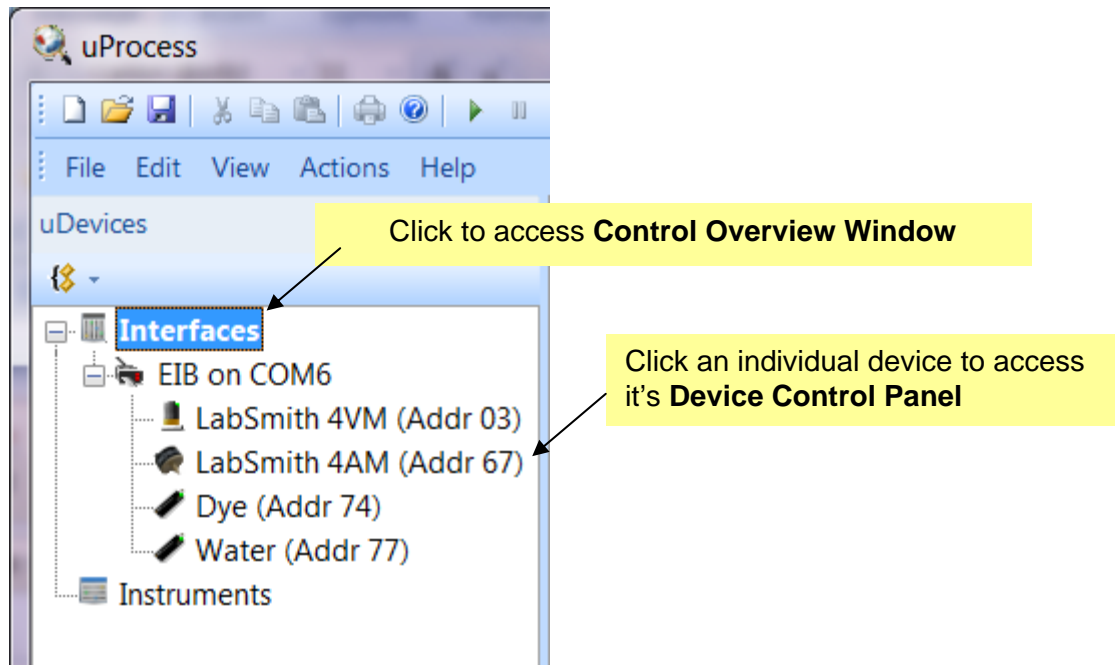 uProcess
File Edit View Actions Help
uDevices
Click to access Control Overview Window
Interfaces
EIB on COM6
Click an individual device to access
it's Device Control Panel
LabSmith 4VM (Addr 03)
LabSmith 4AM (Addr 67)
Dye (Addr 74)
Water (Addr 77)
Instruments